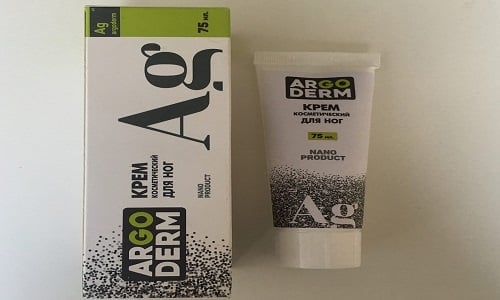 Ag
argoderm
75 мл.
Ag
ARGO
DERM
КРЕМ
КОСМЕТИЧЕСКИЙ
ДЛЯ НОГ
NANO
PRODUCT
ARGO
DERM
КРЕМ
КОСМЕТИЧЕСКИЙ
ДЛЯ НОГ
75 мл.
NANO
PRODUCT
Ag